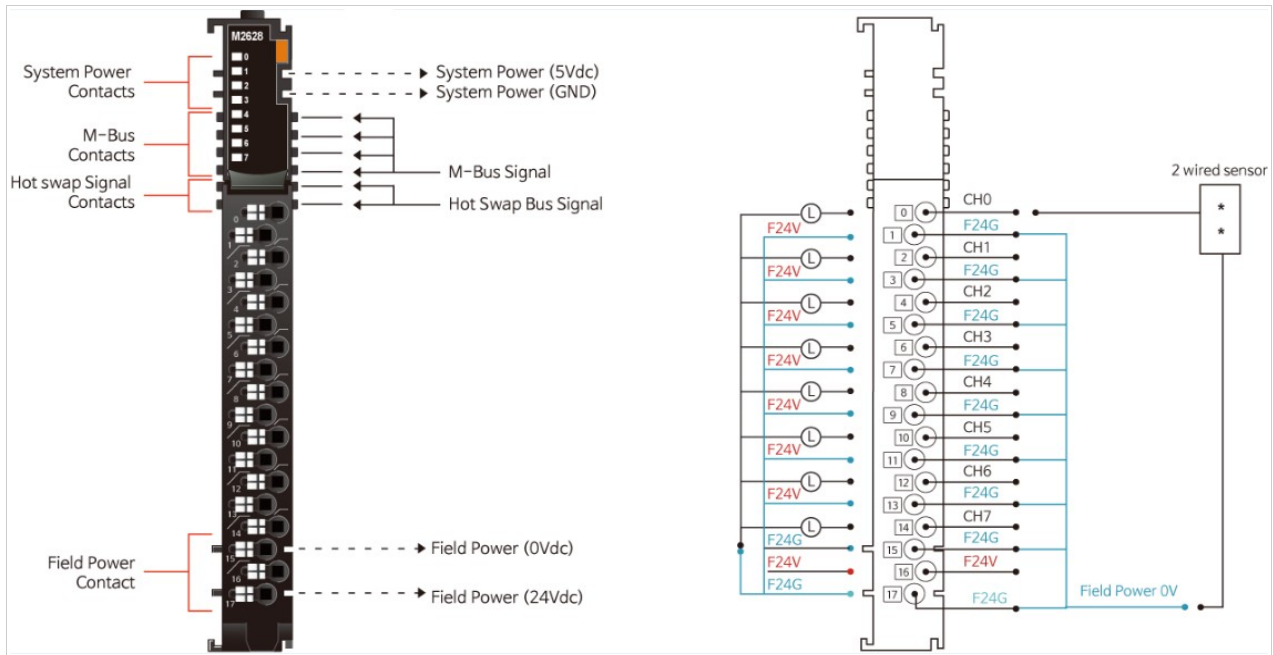 M2628
0
1
2
3
4
5
6
7
System Power
Contacts
M-Bus
Contacts
Hot swap Signal
Contacts
System Power (5Vdc)
System Power (GND)
M-Bus Signal
Hot Swap Bus Signal
0
1
2
3
4
5
6
7
8
9
10
11
12
13
14
15
16
17
Field Power
Contact
Field Power (0Vdc)
Field Power (24Vdc)
L
F24V
L
F24V
L
F24V
L
F24V
L
F24V
L
F24V
L
F24V
L
F24G
F24V
F24G
0 CH0
1 F24G
2 CH1
3 F24G
4 CH2
5 F24G
6 CH3
7 F24G
8 CH4
9 F24G
10 CH5
11 F24G
12 CH6
13 F24G
14 CH7
15 F24G
16 F24V
17 F24G
2 wired sensor
*
*
Field Power 0V